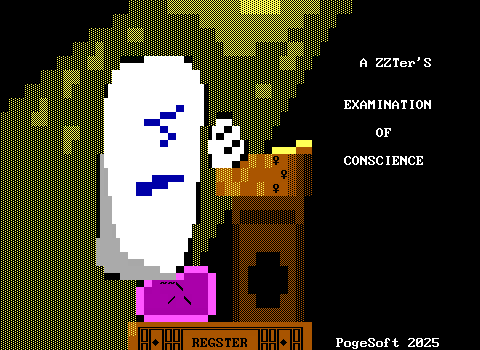 A ZZTer'S
EXAMINATION
OF
CONSCIENCE
REGSTER
PogeSoft 2025